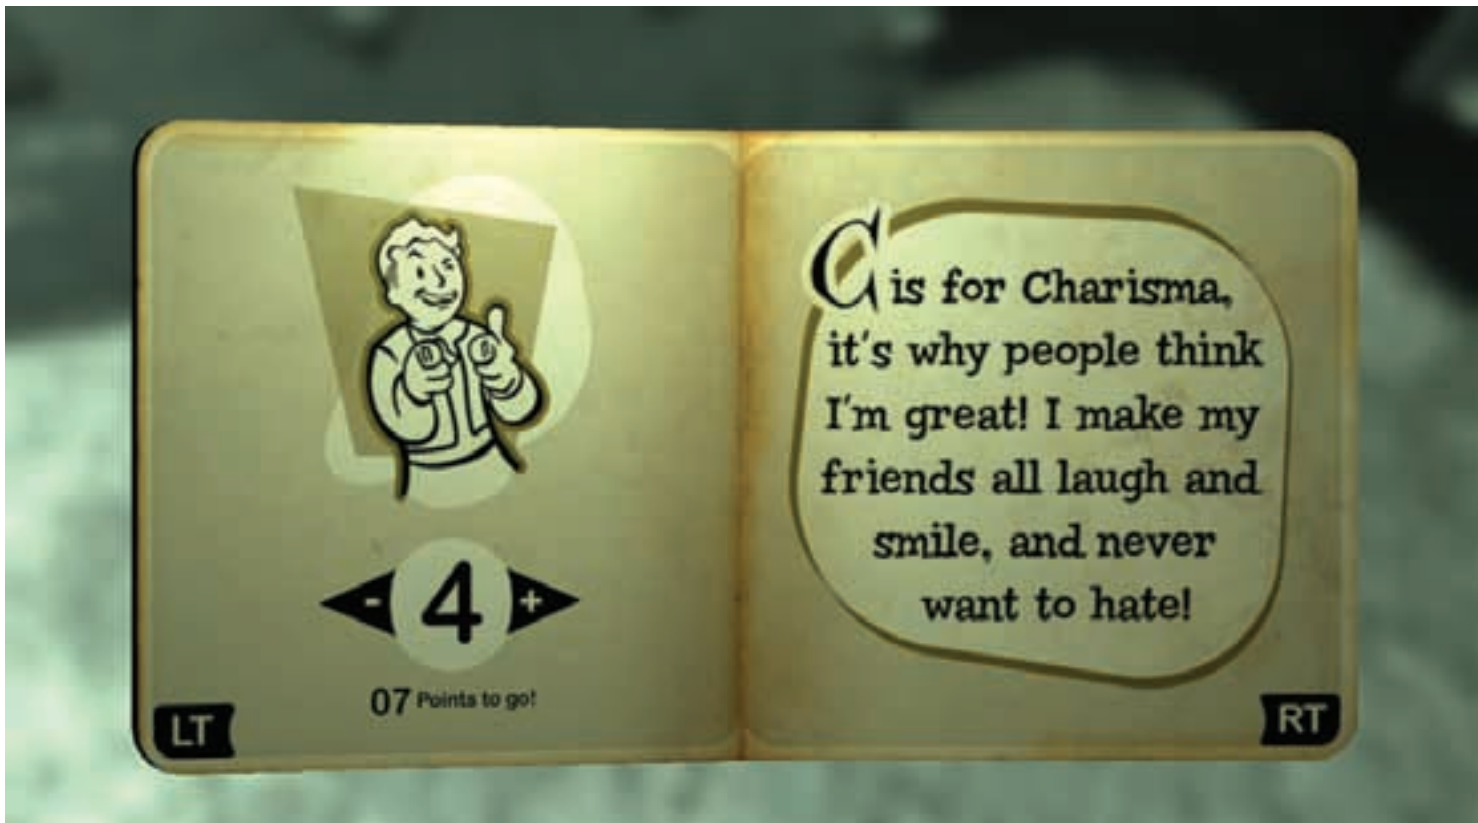 - 4 +
07 Points to go!
LT
C is for Charisma,
it's why people think
I'm great! I make my
friends all laugh and
smile, and never
want to hate!
RT